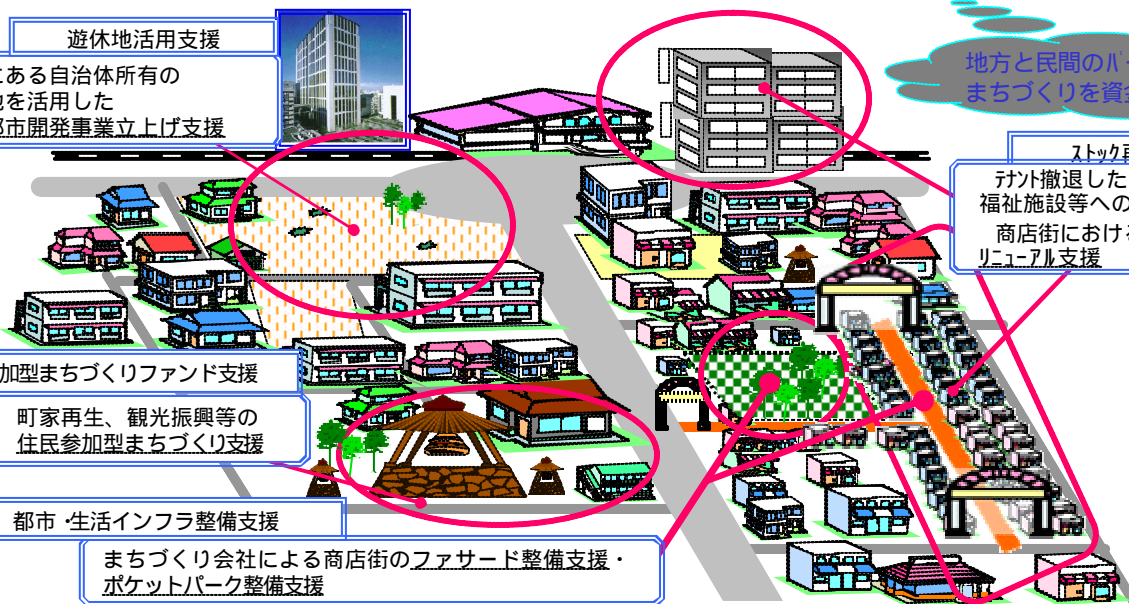 遊休地活用支援
にある自治体所有の
地を活用した
都市開発事業立上げ支援
地方と民間のパ
まちづくりを資金
ストック再
テナント撤退した
福祉施設等への
商店街における
リニューアル支援
加型まちづくりファンド支援
町家再生、観光振興等の
住民参加型まちづくり支援
都市・生活インフラ整備支援
まちづくり会社による商店街のファサード整備支援・
ポケットパーク整備支援